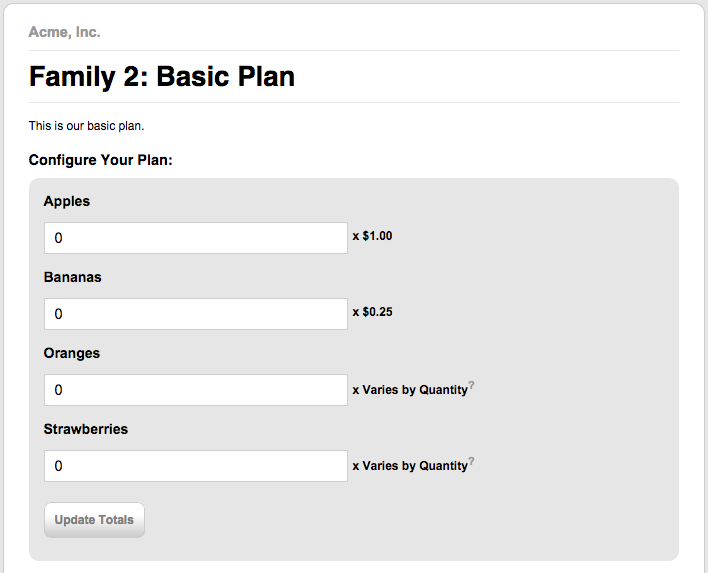 Acme, Inc.
Family 2: Basic Plan
This is our basic plan.
Configure Your Plan:
Apples
0 x $1.00
Bananas
0 x $0.25
Oranges
0 x Varies by Quantity?
Strawberries
0 x Varies by Quantity?
Update Totals